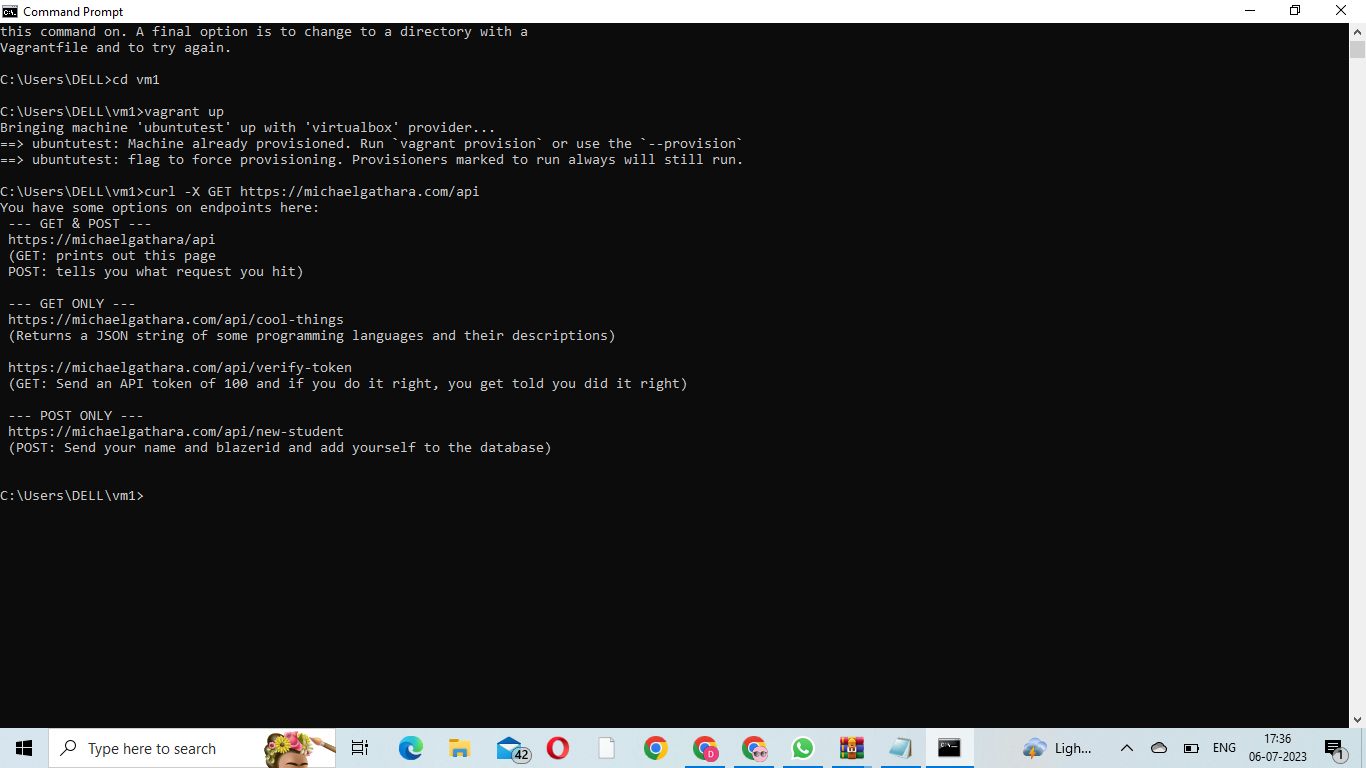 Command Prompt
this command on. A final option is to change to a directory with a
Vagrantfile and to try again.
C:\Users\DELL>cd vm1
C:\Users\DELL\vm1>vagrant up
Bringing machine 'ubuntutest' up with 'virtualbox' provider...
==> ubuntutest: Machine already provisioned. Run `vagrant provision` or use the `--provision`
==> ubuntutest: flag to force provisioning. Provisioners marked to run always will still run.
C:\Users\DELL\vm1>curl -X GET https://michaelgathara.com/api
You have some options on endpoints here:
--- GET & POST ---
https://michaelgathara/api
(GET: prints out this page
POST: tells you what request you hit)
--- GET ONLY ---
https://michaelgathara.com/api/cool-things
(Returns a JSON string of some programming languages and their descriptions)
https://michaelgathara.com/api/verify-token
(GET: Send an API token of 100 and if you do it right, you get told you did it right)
--- POST ONLY ---
https://michaelgathara.com/api/new-student
(POST: Send your name and blazerid and add yourself to the database)
C:\Users\DELL\vm1>
Type here to search
42
D
Ligh...
ENG
17:36
06-07-2023
1